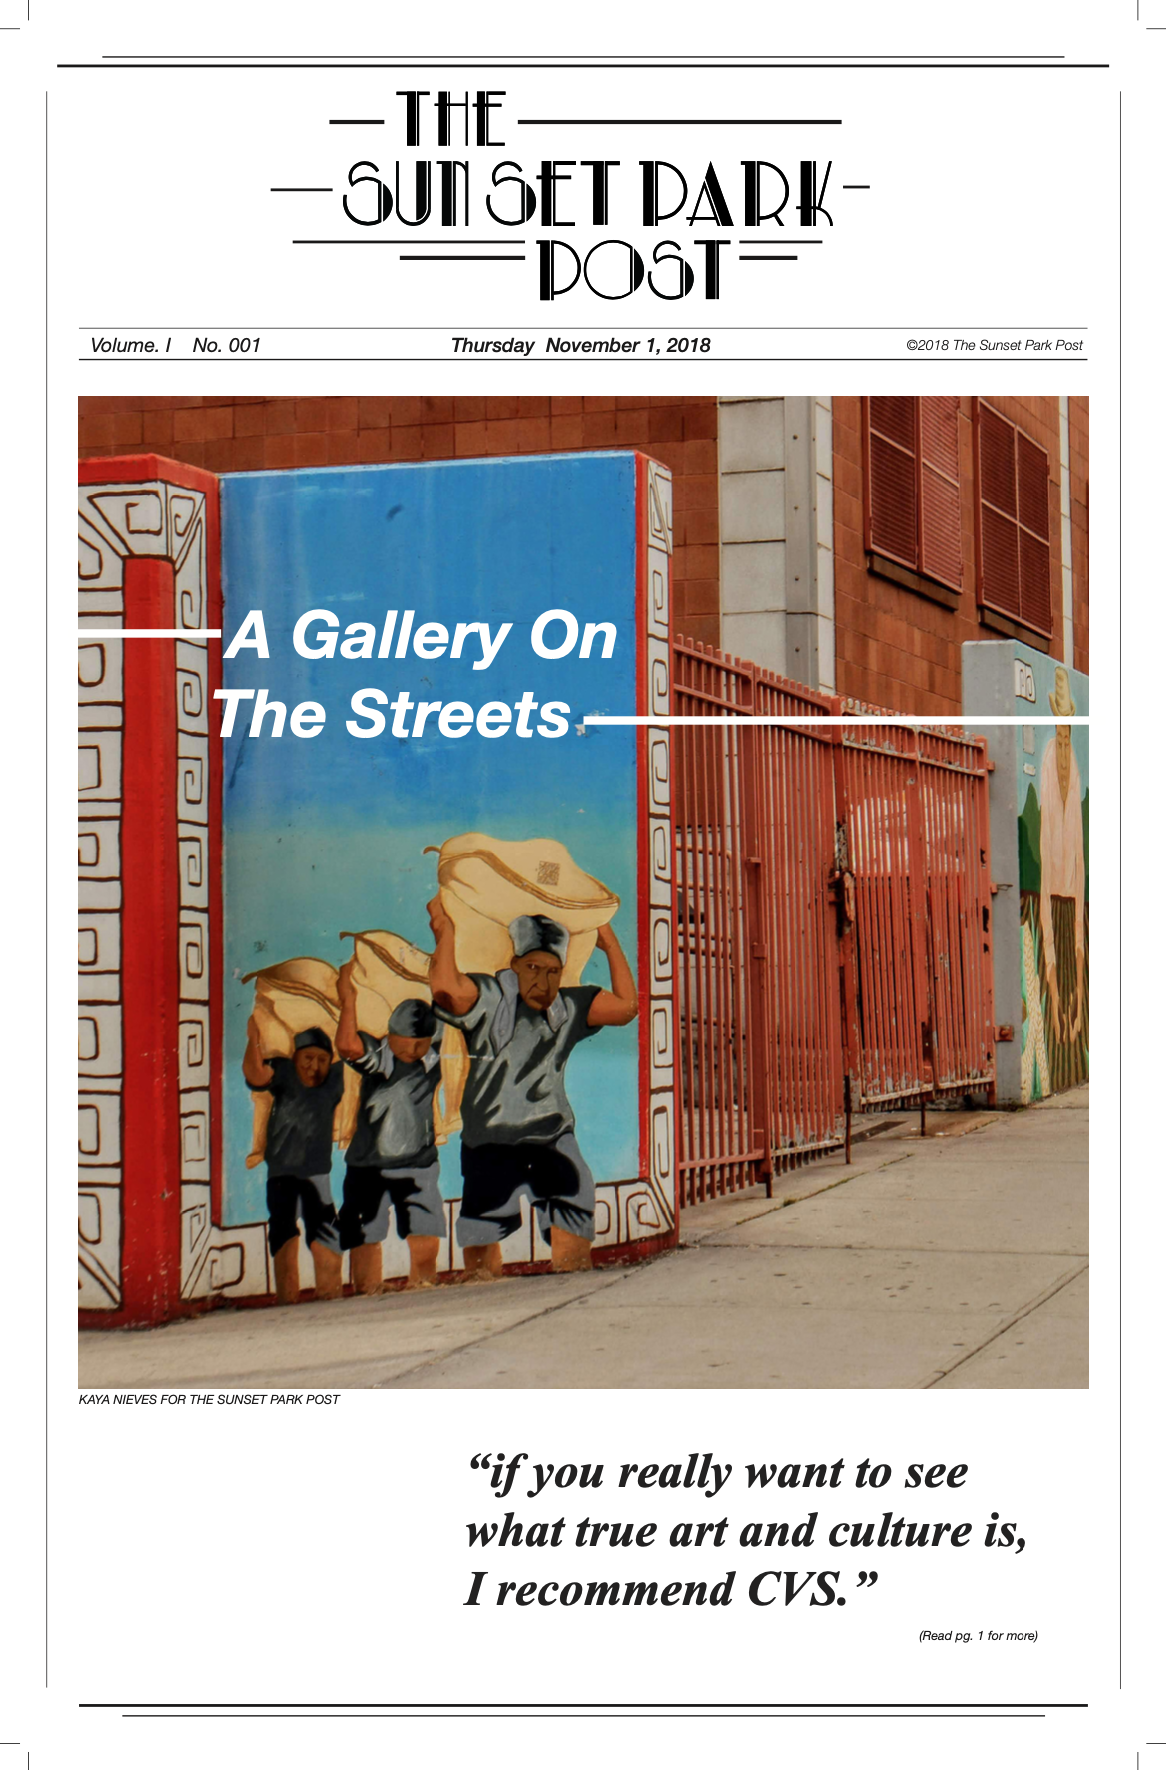 THE
SUNSET PARK
POST
Volume. I No. 001 Thursday November 1, 2018 ©2018 The Sunset Park Post
A Gallery On
The Streets
KAYA NIEVES FOR THE SUNSET PARK POST
“if you really want to see
what true art and culture is,
I recommend CVS.”
(Read pg. 1 for more)